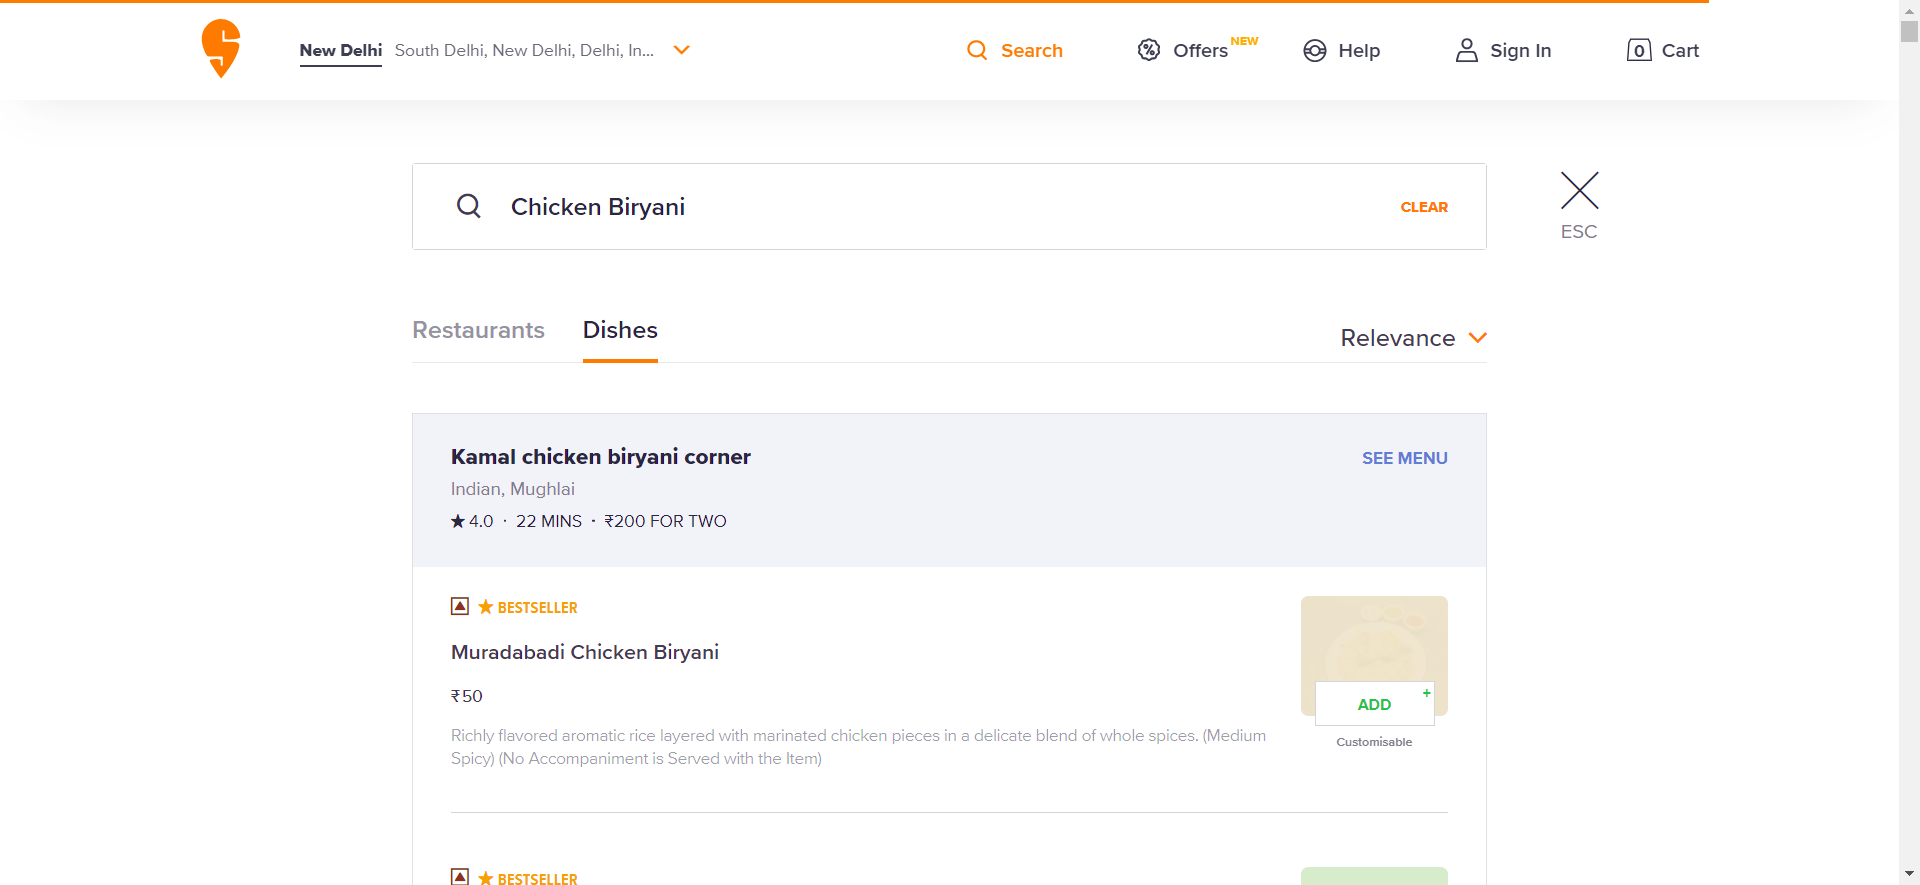 New Delhi South Delhi, New Delhi, Delhi, In...
Search
Offers NEW
Help
Sign In
0 Cart
Chicken Biryani
CLEAR
ESC
Restaurants
Dishes
Relevance
Kamal chicken biryani corner
SEE MENU
Indian, Mughlai
4.0 · 22 MINS · ₹200 FOR TWO
BESTSELLER
Muradabadi Chicken Biryani
₹50
Richly flavored aromatic rice layered with marinated chicken pieces in a delicate blend of whole spices. (Medium
Spicy) (No Accompaniment is Served with the Item)
ADD +
Customisable
BESTSELLER